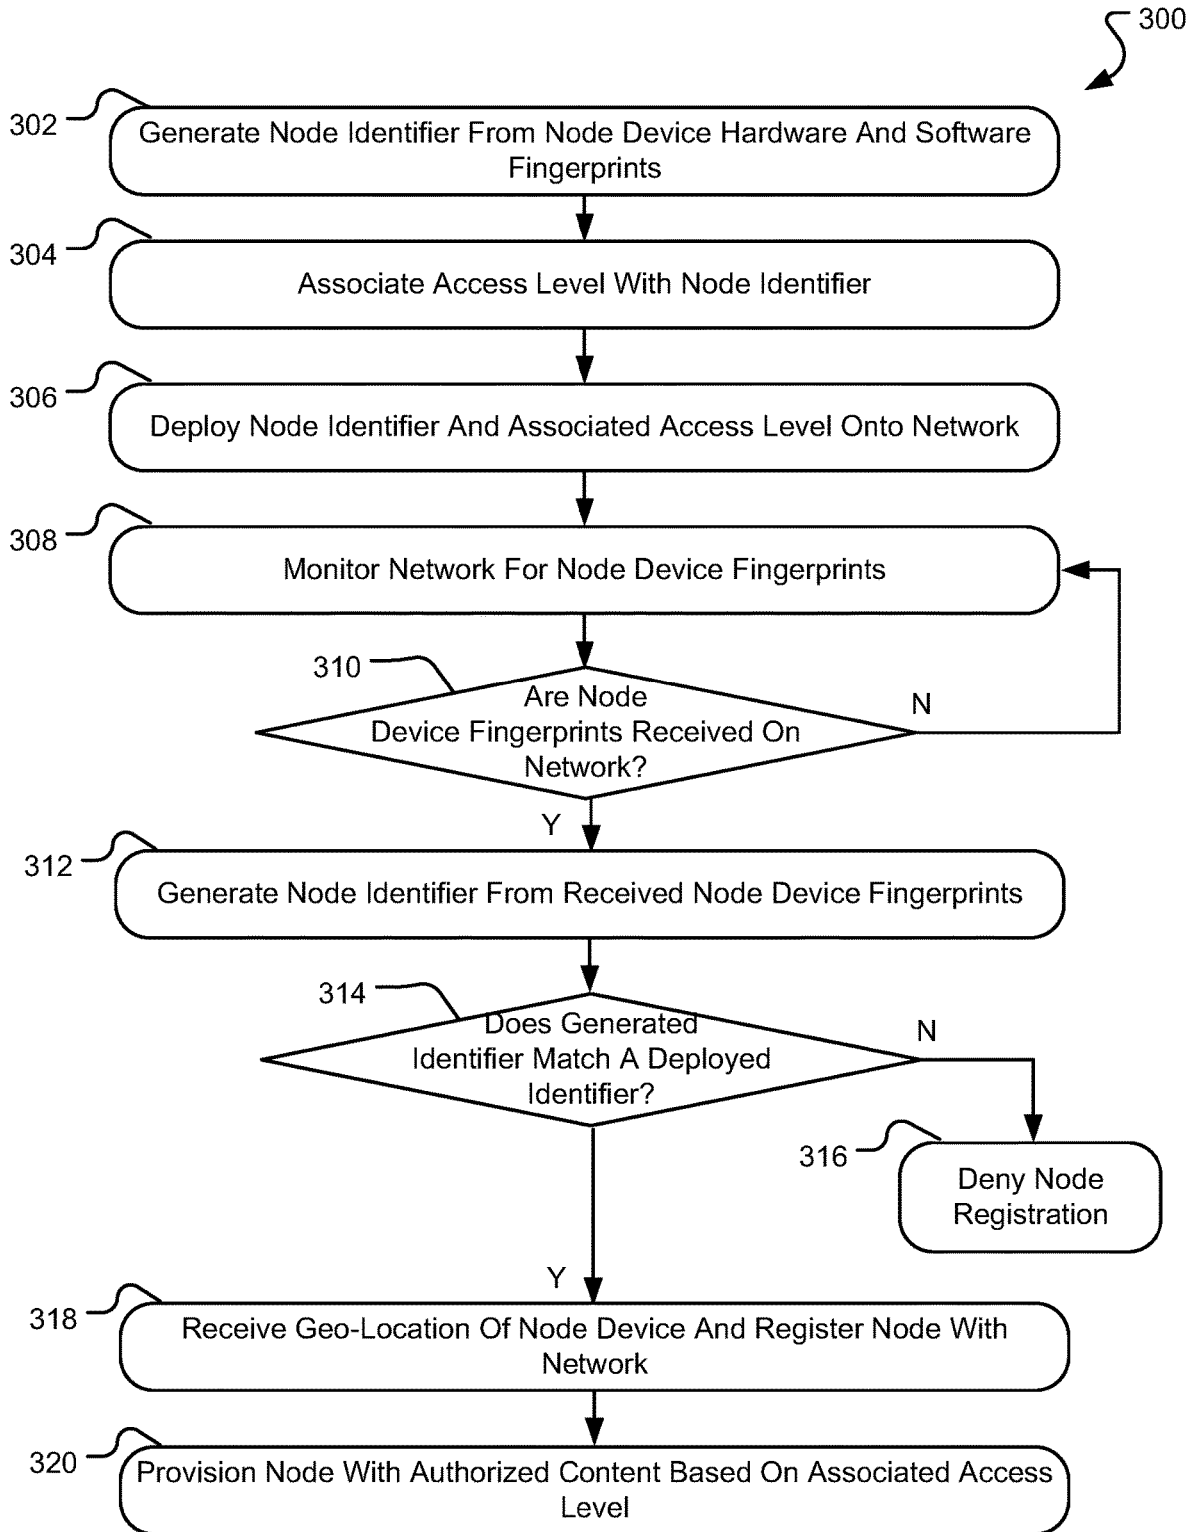 300
302
Generate Node Identifier From Node Device Hardware And Software
Fingerprints
304
Associate Access Level With Node Identifier
306
Deploy Node Identifier And Associated Access Level Onto Network
308
Monitor Network For Node Device Fingerprints
310
Are Node
Device Fingerprints Received On
Network?
N
Y
312
Generate Node Identifier From Received Node Device Fingerprints
314
Does Generated
Identifier Match A Deployed
Identifier?
N
316
Deny Node
Registration
Y
318
Receive Geo-Location Of Node Device And Register Node With
Network
320
Provision Node With Authorized Content Based On Associated Access
Level